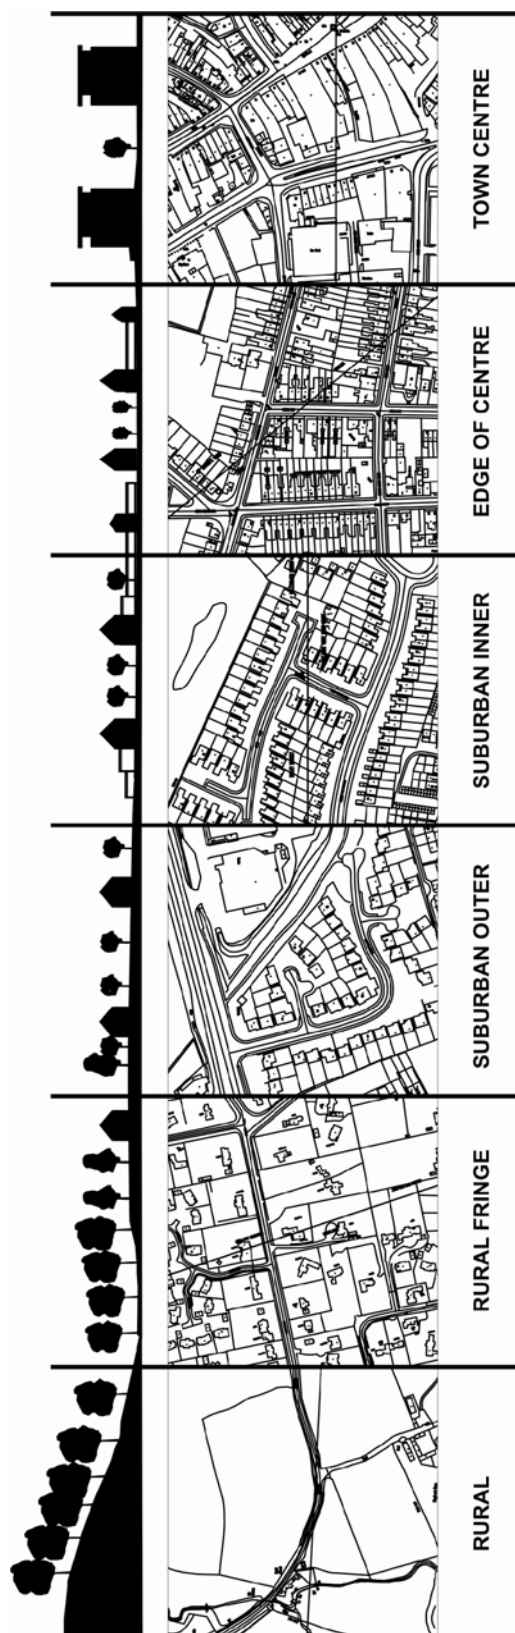 TOWN CENTRE
EDGE OF CENTRE
SUBURBAN INNER
SUBURBAN OUTER
RURAL FRINGE
RURAL